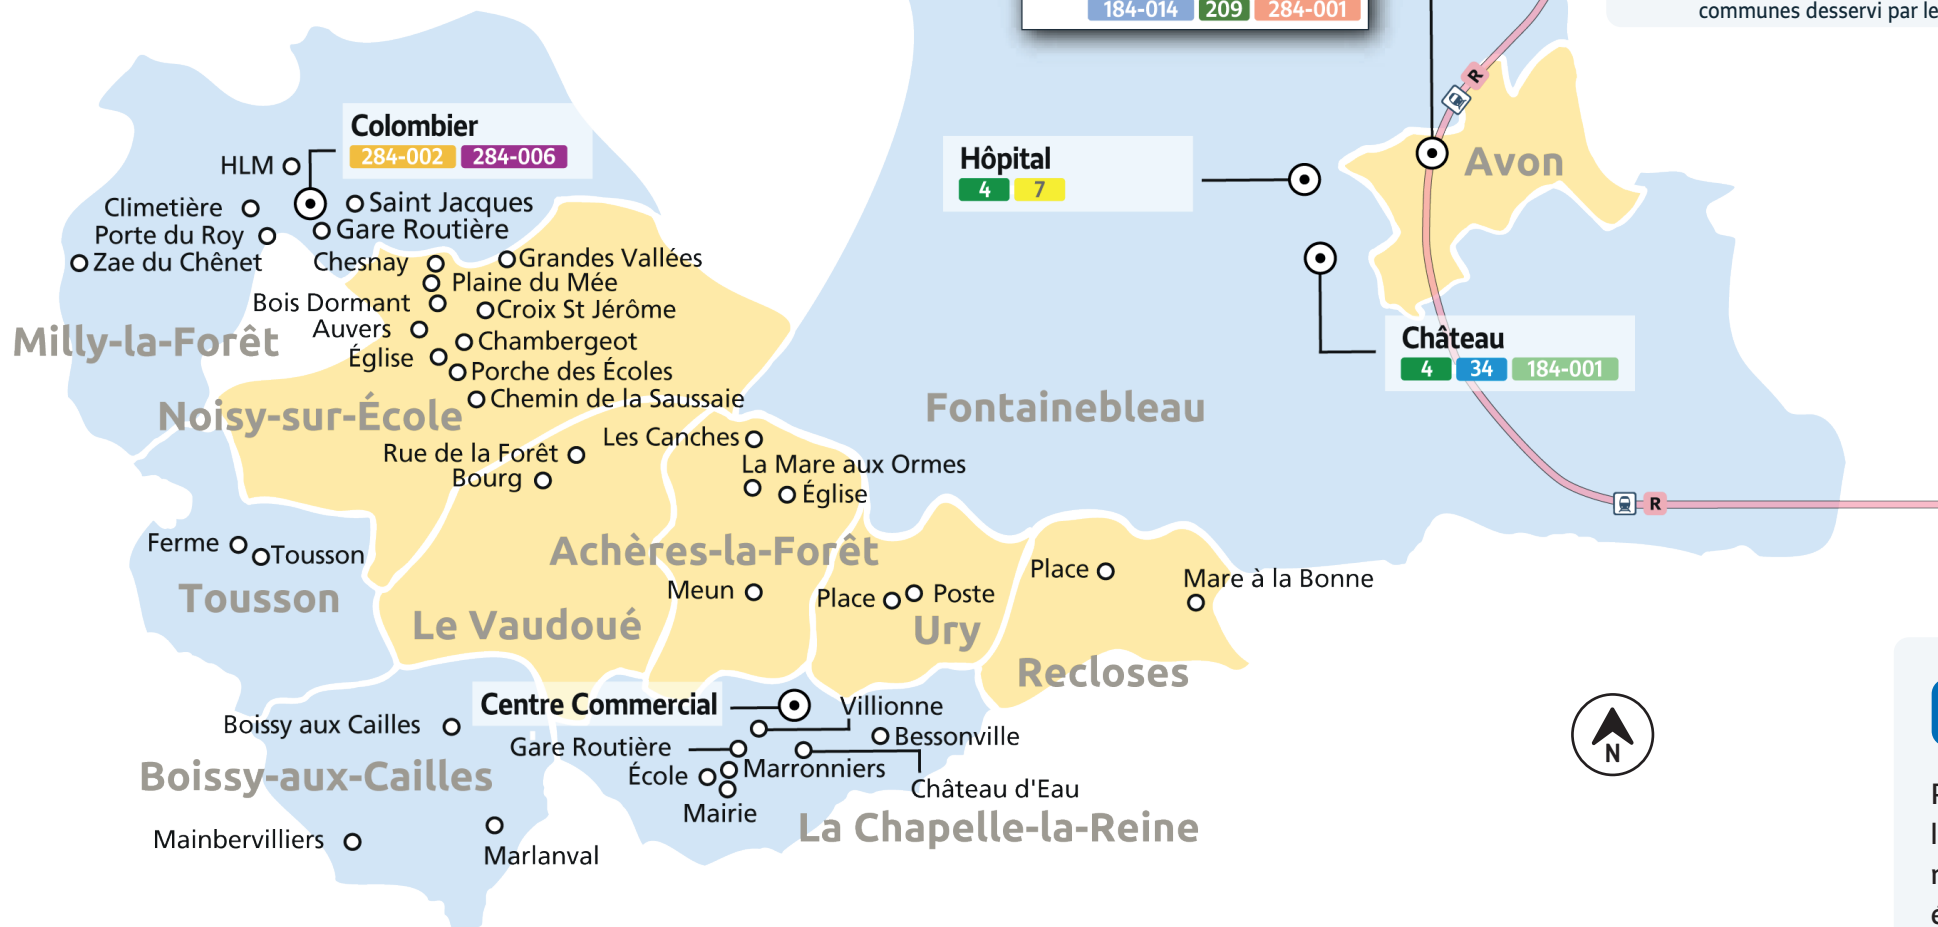 184-014 209 284-001
communes desservi par le
R
Colombier
284-002 284-006
HLM
Climetière
Saint Jacques
Porte du Roy
Gare Routière
Zae du Chênet
Chesnay
Grandes Vallées
Plaine du Mée
Bois Dormant
Croix St Jérôme
Auvers
Chambergeot
Église
Porche des Écoles
Chemin de la Saussaie
Milly-la-Forêt
Noisy-sur-École
Hôpital
4 7
Avon
Château
4 34 184-001
Fontainebleau
Rue de la Forêt
Bourg
Les Canches
La Mare aux Ormes
Église
R
Ferme
Tousson
Tousson
Achères-la-Forêt
Meun
Le Vaudoué
Place
Poste
Ury
Place
Mare à la Bonne
Recloses
Centre Commercial
Villionne
Boissy aux Cailles
Gare Routière
Bessonville
École
Marronniers
Château d'Eau
Mairie
Boissy-aux-Cailles
La Chapelle-la-Reine
Mainbervilliers
Marlanval
N